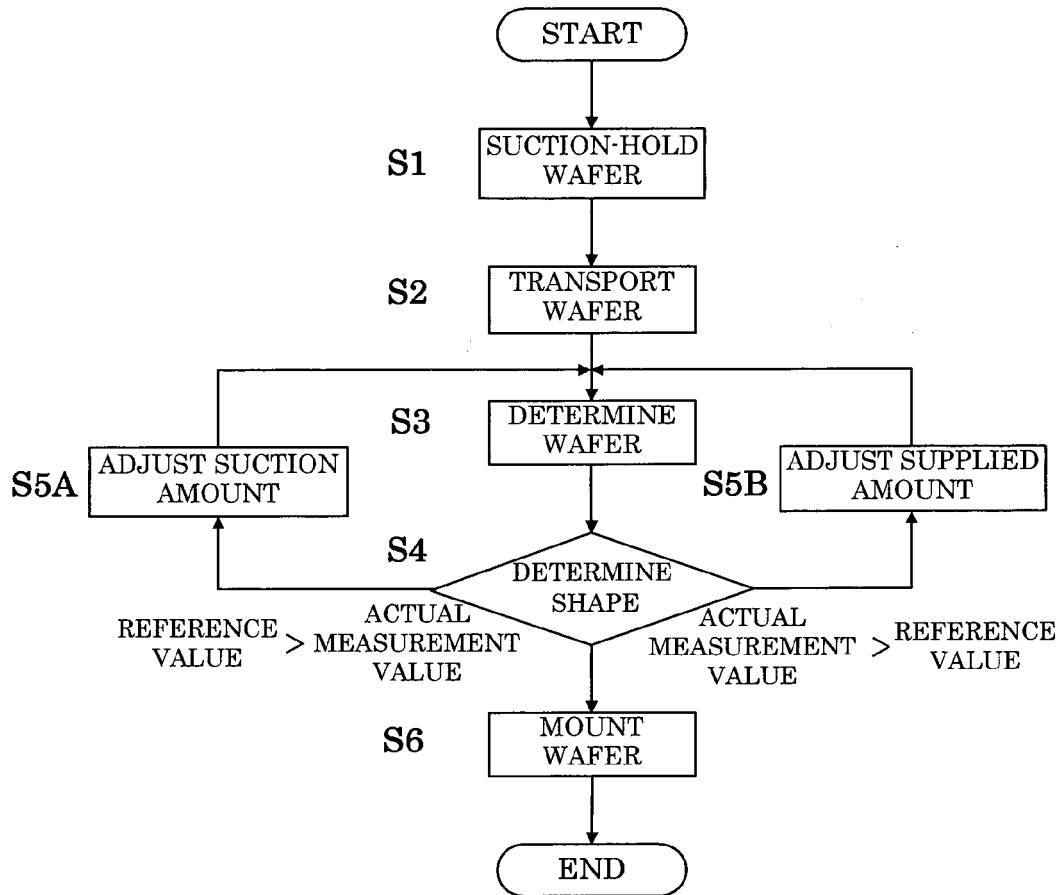 START
S1
SUCTION-HOLD
WAFER
S2
TRANSPORT
WAFER
S3
DETERMINE
WAFER
S5A
ADJUST SUCTION
AMOUNT
S5B
ADJUST SUPPLIED
AMOUNT
S4
DETERMINE
SHAPE
REFERENCE
VALUE
>
ACTUAL
MEASUREMENT
VALUE
ACTUAL
MEASUREMENT
VALUE
>
REFERENCE
VALUE
S6
MOUNT
WAFER
END